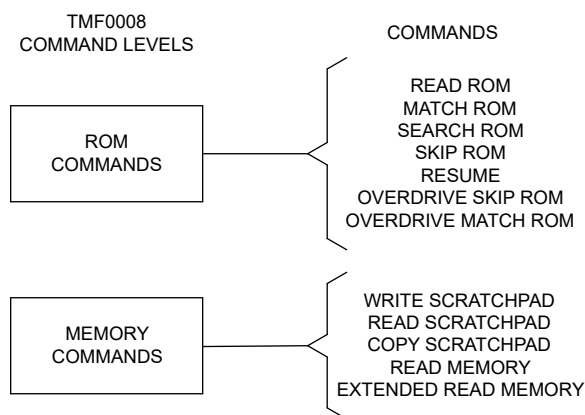 TMF0008
COMMAND LEVELS
COMMANDS
ROM
COMMANDS
READ ROM
MATCH ROM
SEARCH ROM
SKIP ROM
RESUME
OVERDRIVE SKIP ROM
OVERDRIVE MATCH ROM
MEMORY
COMMANDS
WRITE SCRATCHPAD
READ SCRATCHPAD
COPY SCRATCHPAD
READ MEMORY
EXTENDED READ MEMORY